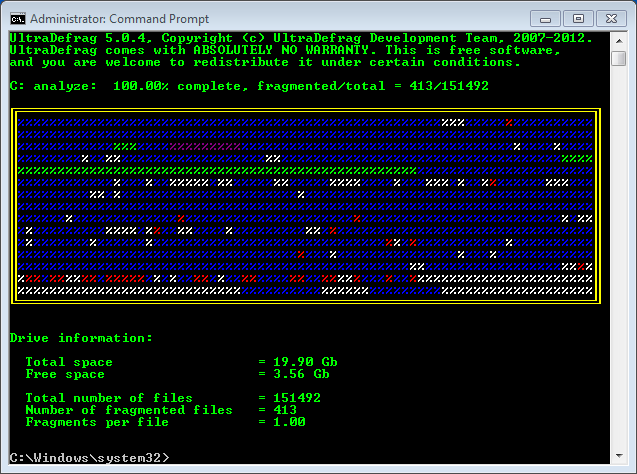 Administrator: Command Prompt
UltraDefrag 5.0.4, Copyright (c) UltraDefrag Development Team, 2007-2012.
UltraDefrag comes with ABSOLUTELY NO WARRANTY. This is free software,
and you are welcome to redistribute it under certain conditions.
C: analyze:  100.00% complete, fragmented/total = 413/151492
Drive information:
Total space = 19.90 Gb
Free space = 3.56 Gb
Total number of files = 151492
Number of fragmented files = 413
Fragments per file = 1.00
C:\Windows\system32>